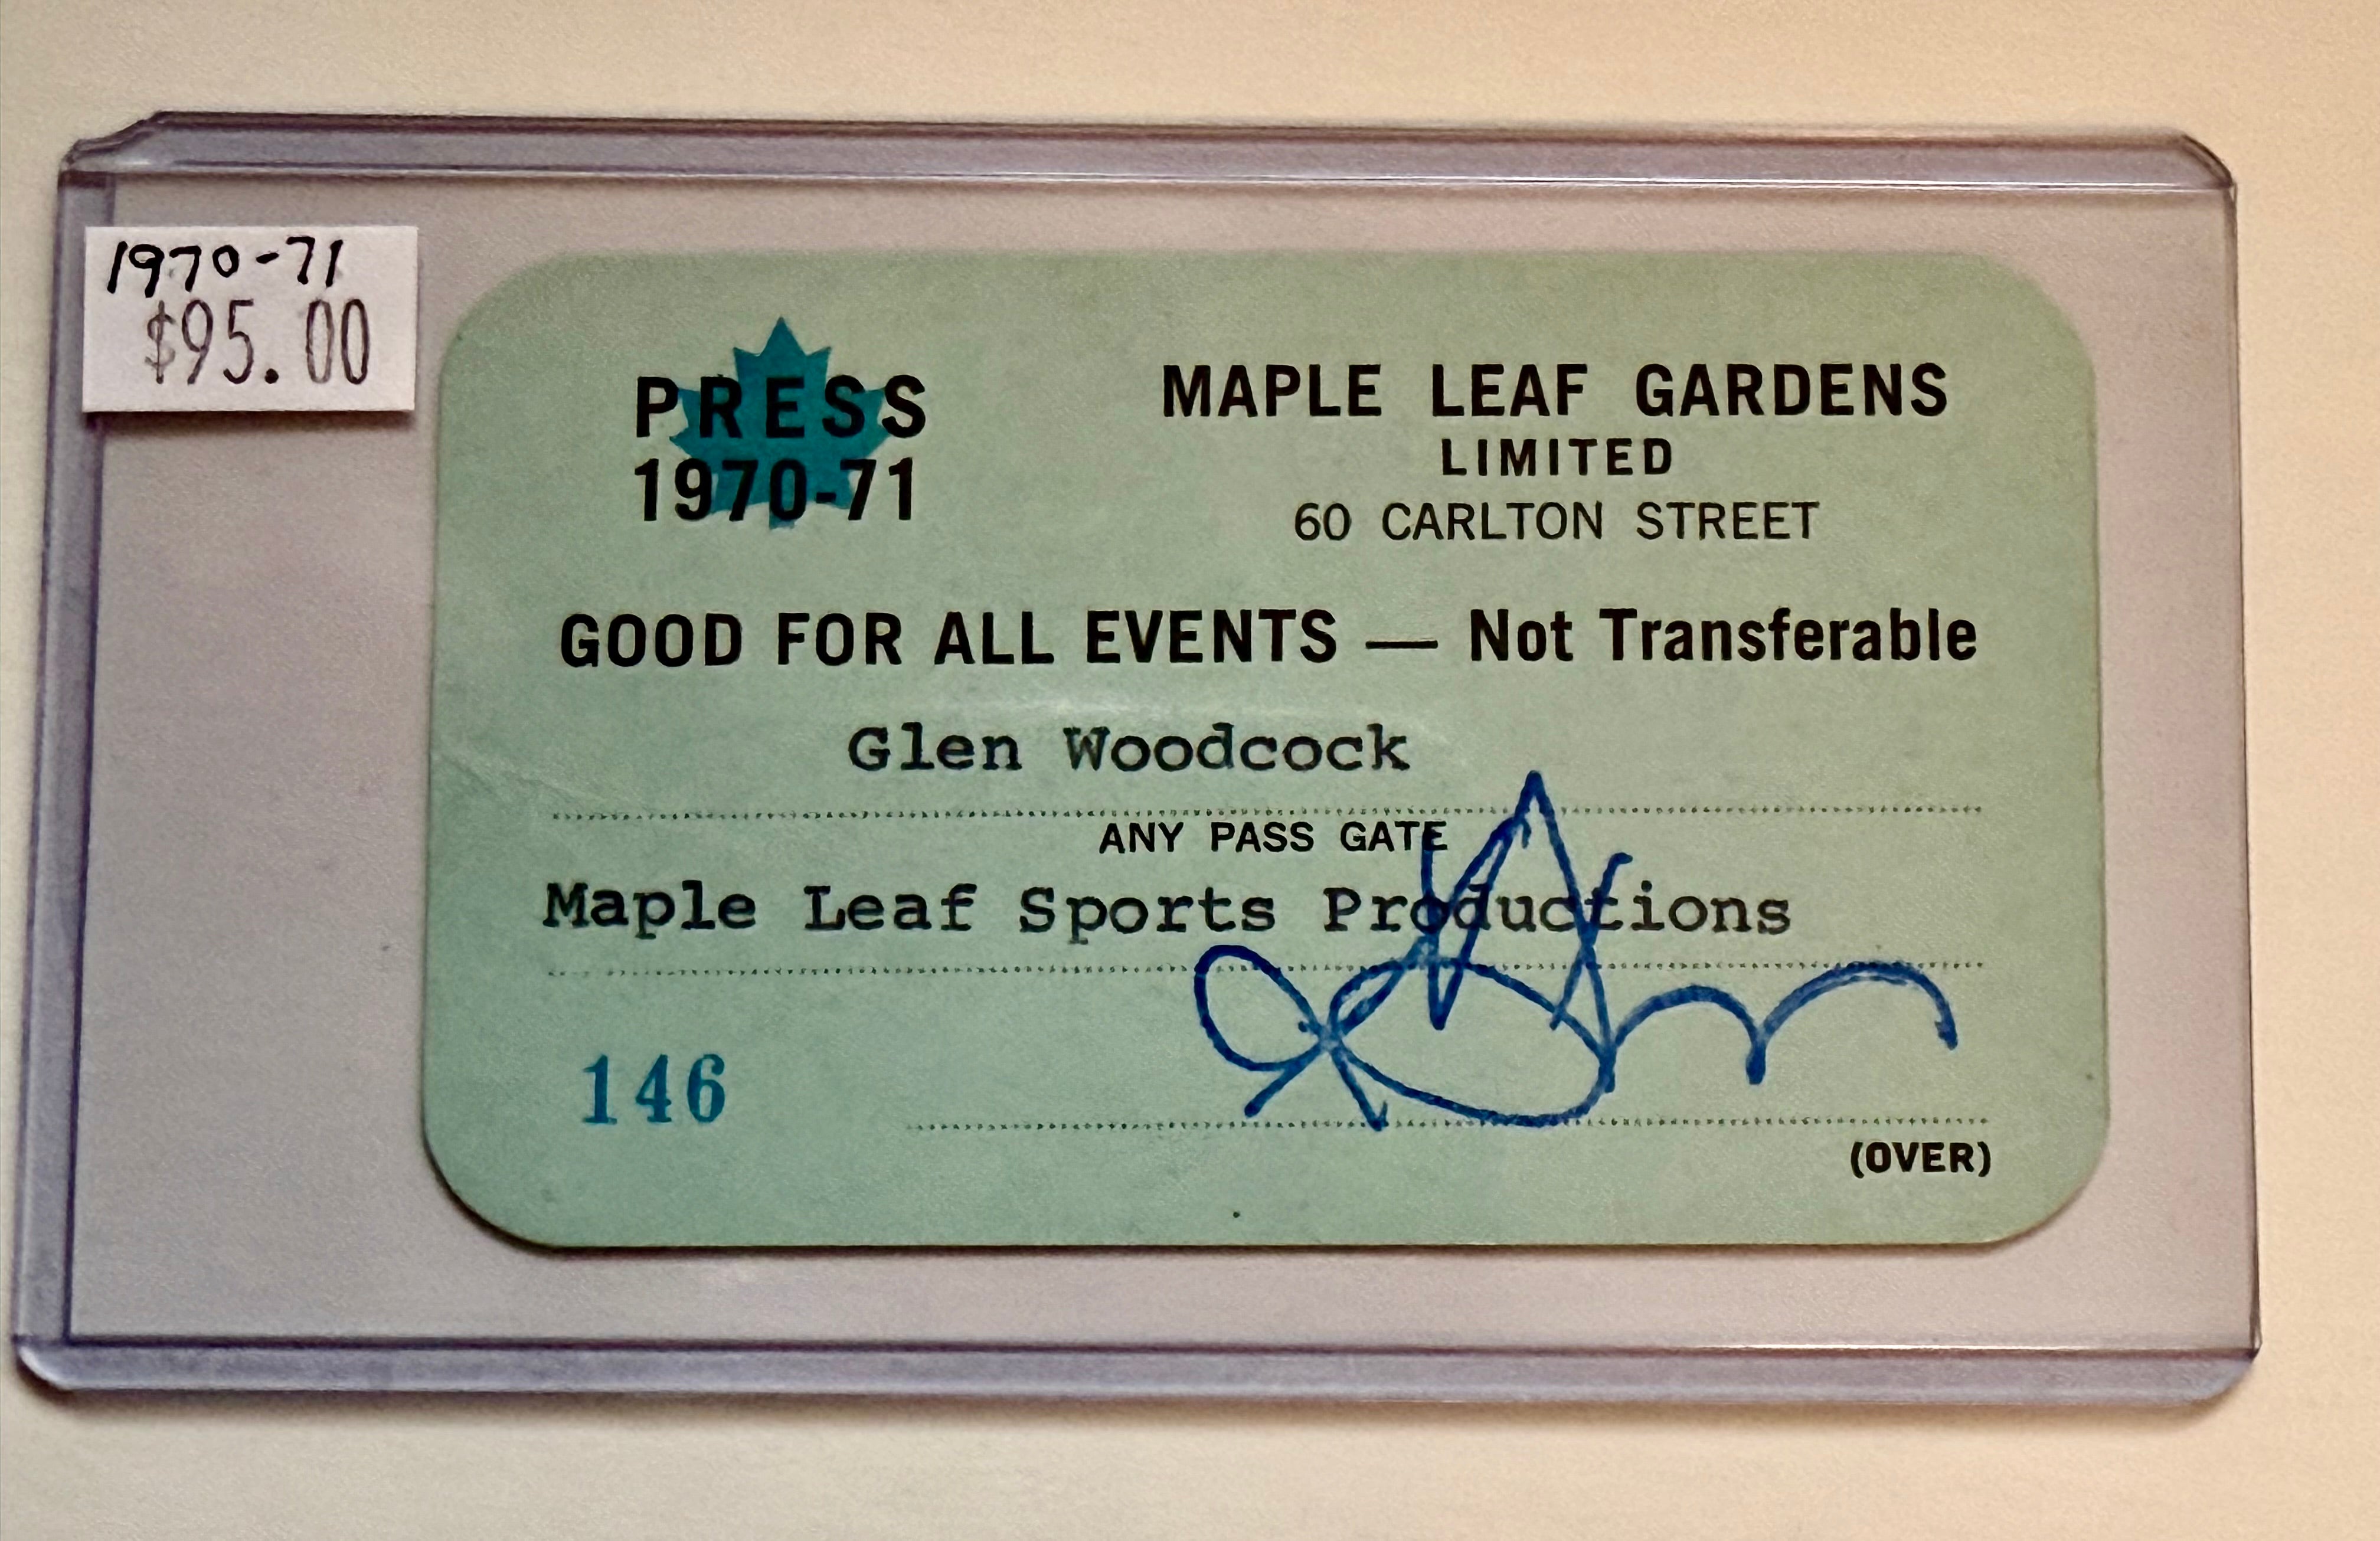 1970-71
$95.00
PRESS
1970-71
MAPLE LEAF GARDENS
LIMITED
60 CARLTON STREET
GOOD FOR ALL EVENTS — Not Transferable
Glen Woodcock
ANY PASS GATE
Maple Leaf Sports Productions
146
(OVER)